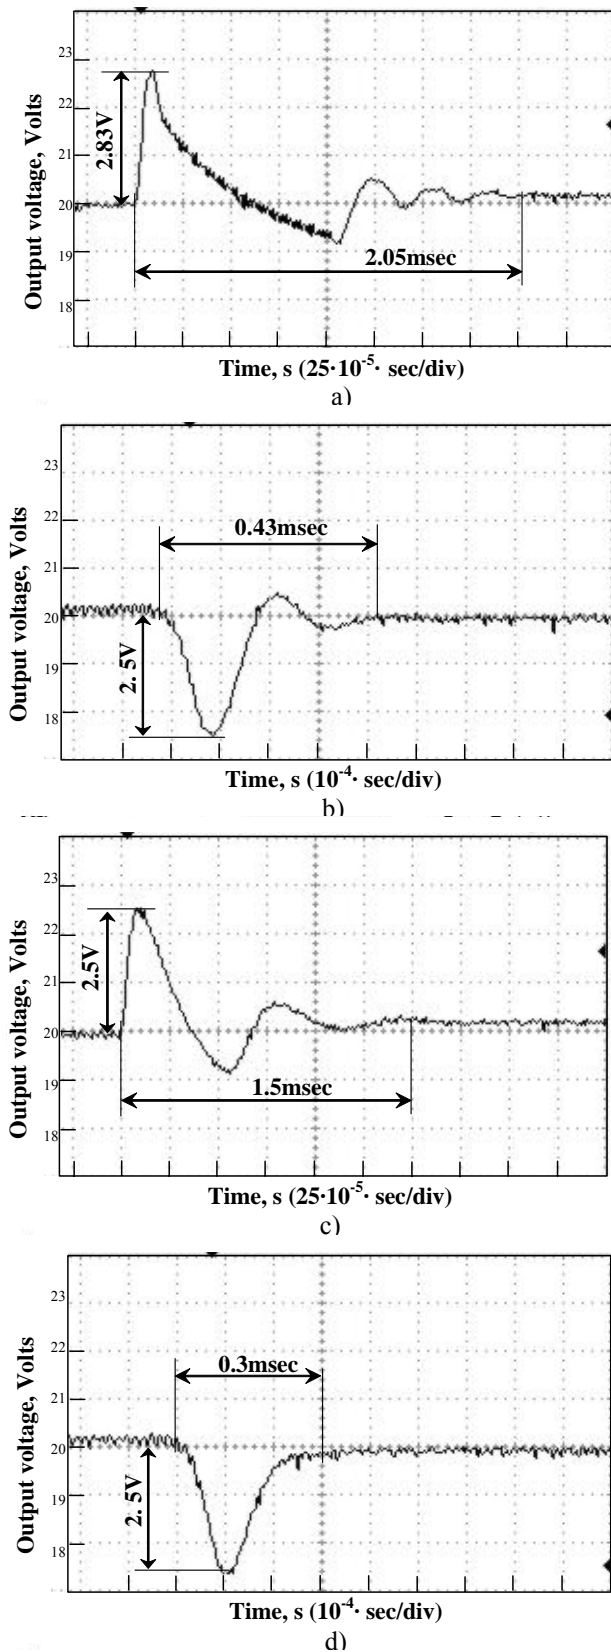 23
22
21
20
19
18
Output voltage, Volts
2.83V
2.05msec
Time, s (25·10⁻⁵· sec/div)
a)
23
22
21
20
19
18
Output voltage, Volts
0.43msec
2. 5V
Time, s (10⁻⁴· sec/div)
b)
23
22
21
20
19
18
Output voltage, Volts
2.5V
1.5msec
Time, s (25·10⁻⁵· sec/div)
c)
23
22
21
20
19
18
Output voltage, Volts
0.3msec
2. 5V
Time, s (10⁻⁴· sec/div)
d)